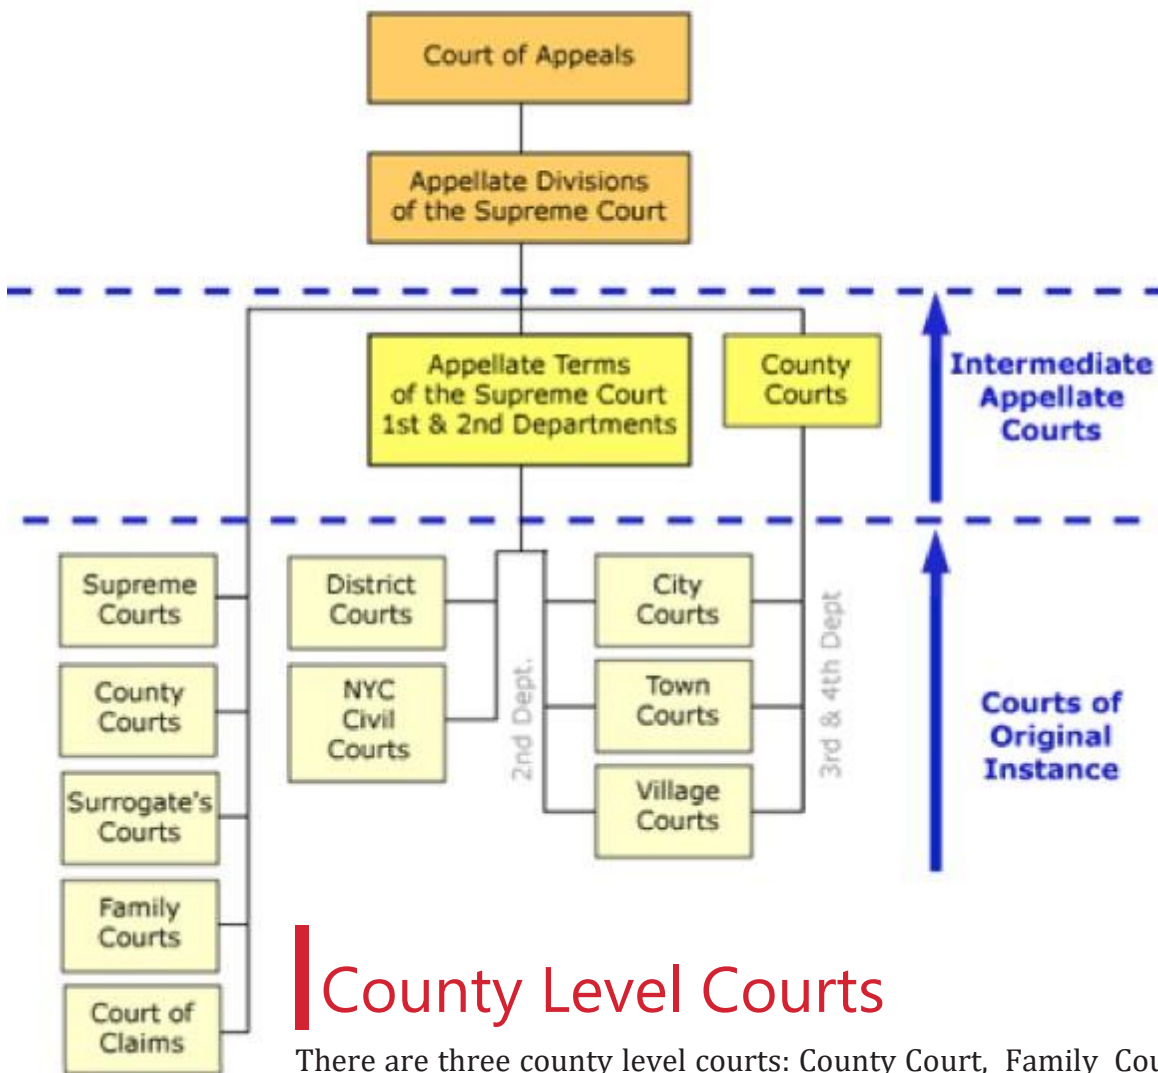 Court of Appeals
Appellate Divisions
of the Supreme Court
Appellate Terms
of the Supreme Court
1st & 2nd Departments
County
Courts
Intermediate
Appellate
Courts
Supreme
Courts
County
Courts
Surrogate's
Courts
Family
Courts
Court of
Claims
District
Courts
NYC
Civil
Courts
2nd Dept.
City
Courts
Town
Courts
Village
Courts
3rd & 4th Dept
Courts of
Original
Instance
County Level Courts
There are three county level courts: County Court, Family Cou